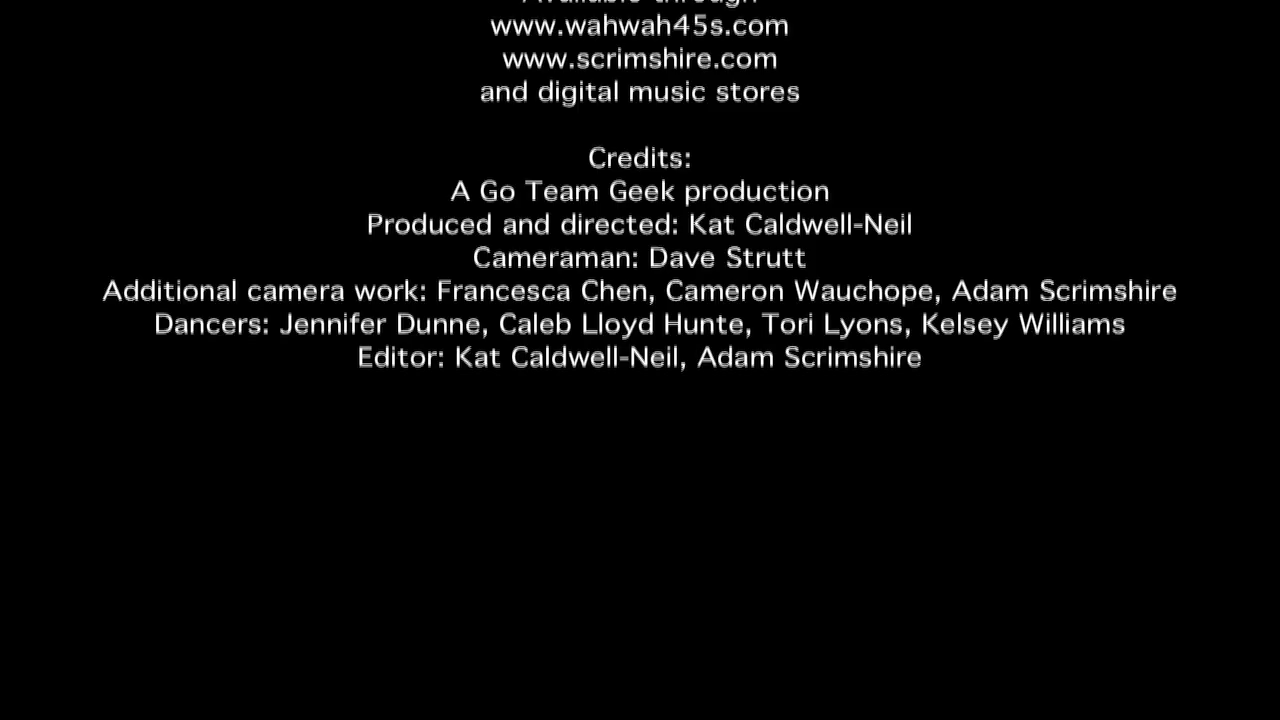 Available through
www.wahwah45s.com
www.scrimshire.com
and digital music stores
Credits:
A Go Team Geek production
Produced and directed: Kat Caldwell-Neil
Cameraman: Dave Strutt
Additional camera work: Francesca Chen, Cameron Wauchope, Adam Scrimshire
Dancers: Jennifer Dunne, Caleb Lloyd Hunte, Tori Lyons, Kelsey Williams
Editor: Kat Caldwell-Neil, Adam Scrimshire